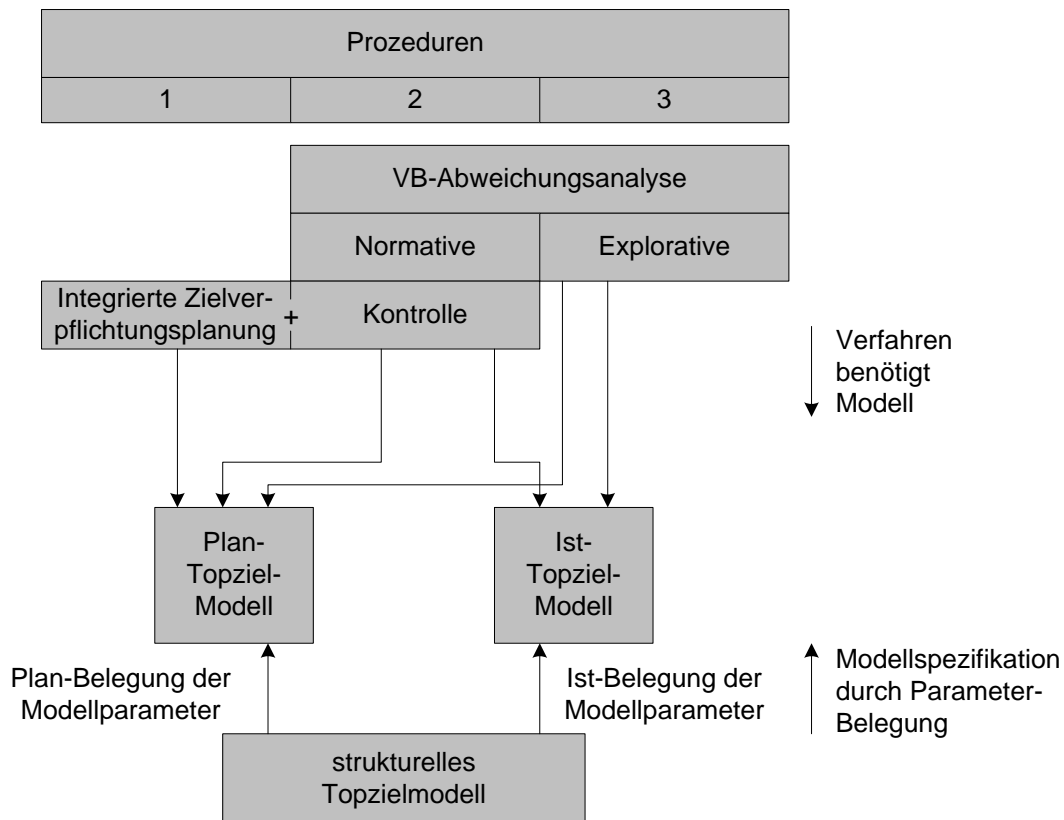 Prozeduren
1 2 3
VB-Abweichungsanalyse
Normative Explorative
Integrierte Zielver-
pflichtungsplanung + Kontrolle
Verfahren
benötigt
Modell
Plan-
Topziel-
Modell
Ist-
Topziel-
Modell
Plan-Belegung der
Modellparameter
Ist-Belegung der
Modellparameter
Modellspezifikation
durch Parameter-
Belegung
strukturelles
Topzielmodell